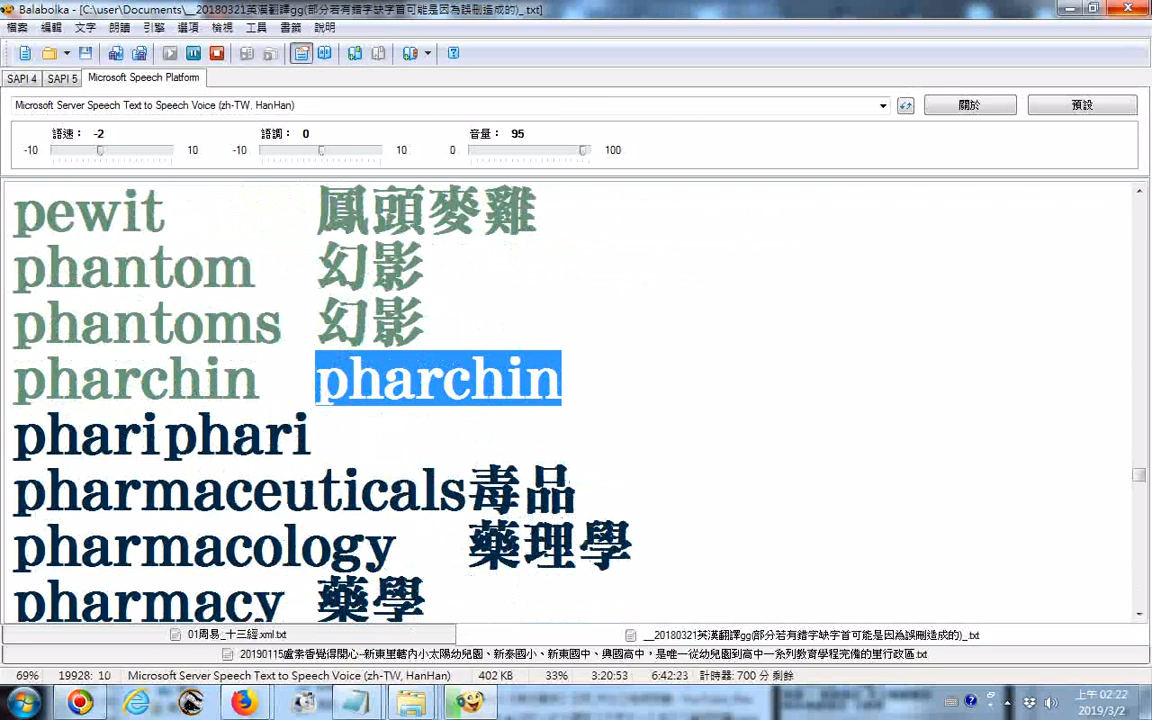 Balabolka - [C:\user\Documents\__20180321英漢翻譯gg(部分若有錯字缺字首可能是因為誤刪造成的)_.txt]
檔案 編輯 文字 朗讀 引擎 選項 檢視 工具 書籤 說明
SAPI 4 SAPI 5 Microsoft Speech Platform
Microsoft Server Speech Text to Speech Voice (zh-TW, HanHan) 關於 預設
語速： -2 語調： 0 音量： 95
-10 10 -10 10 0 100
pewit 鳳頭麥雞
phantom 幻影
phantoms 幻影
pharchin pharchin
phariphari
pharmaceuticals毒品
pharmacology 藥理學
pharmacy 藥學
01周易_十三經.xml.txt __20180321英漢翻譯gg(部分若有錯字缺字首可能是因為誤刪造成的)_.txt
20190115盧素香覺得開心-新東里轄內小太陽幼兒園、新泰國小、新東國中、興國高中，是唯一從幼兒園到高中一系列教育學程完備的里行政區.txt
69% 19928: 10 Microsoft Server Speech Text to Speech Voice (zh-TW, HanHan) 402 KB 33% 3:20:53 6:42:23 計時器: 700 分 剩餘
上午 02:22
2019/3/2